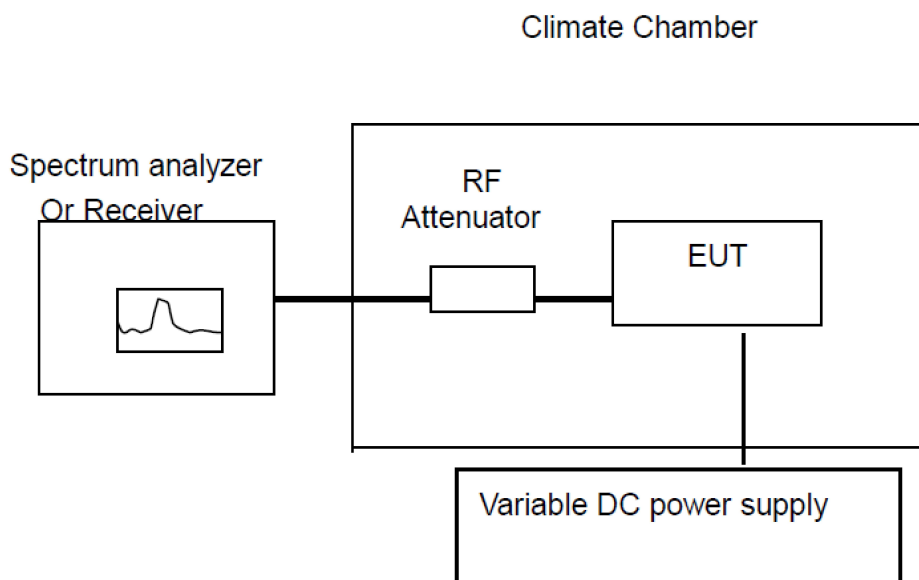 Climate Chamber
Spectrum analyzer
Or Receiver
RF
Attenuator
EUT
Variable DC power supply